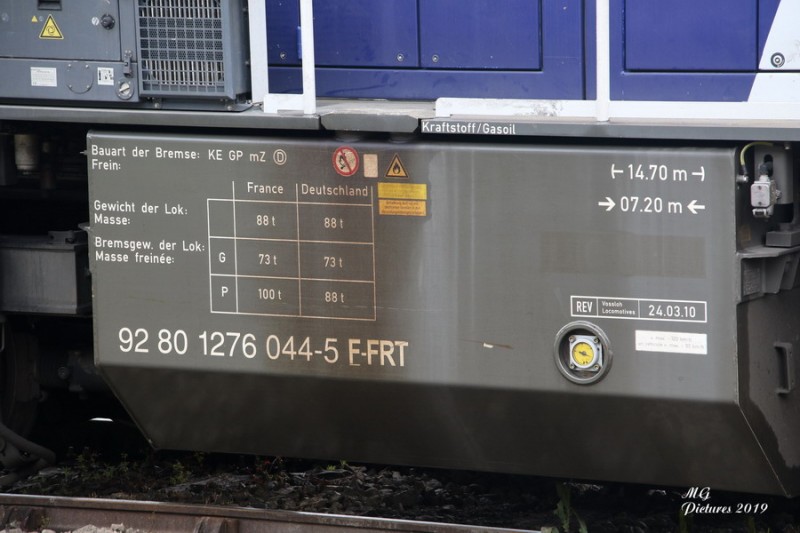 Kraftstoff/Gasoil
Bauart der Bremse: KE GP mZ D
Frein:
France Deutschland
Gewicht der Lok:
Masse: 88 t 88 t
Bremsgew. der Lok:
Masse freinée: G 73 t 73 t
P 100 t 88 t
92 80 1276 044-5 F-FRT
14.70 m
07.20 m
REV Vossloh Locomotives 24.03.10
MG
Pictures 2019